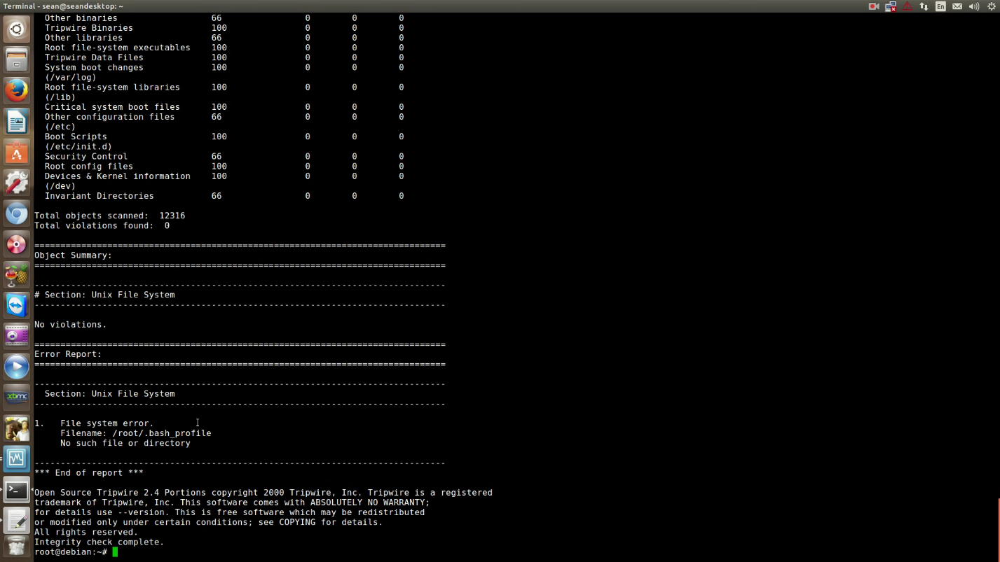 Terminal - sean@seandesktop: ~
En
Other binaries 66 0 0 0
Tripwire Binaries 100 0 0 0
Other libraries 66 0 0 0
Root file-system executables 100 0 0 0
Tripwire Data Files 100 0 0 0
System boot changes 100 0 0 0
(/var/log)
Root file-system libraries 100 0 0 0
(/lib)
Critical system boot files 100 0 0 0
Other configuration files 66 0 0 0
(/etc)
Boot Scripts 100 0 0 0
(/etc/init.d)
Security Control 66 0 0 0
Root config files 100 0 0 0
Devices & Kernel information 100 0 0 0
(/dev)
Invariant Directories 66 0 0 0
Total objects scanned: 12316
Total violations found: 0
===============================================================================
Object Summary:
===============================================================================
-------------------------------------------------------------------------------
# Section: Unix File System
-------------------------------------------------------------------------------
No violations.
===============================================================================
Error Report:
===============================================================================
-------------------------------------------------------------------------------
Section: Unix File System
-------------------------------------------------------------------------------
1. File system error.
Filename: /root/.bash_profile
No such file or directory
-------------------------------------------------------------------------------
*** End of report ***
Open Source Tripwire 2.4 Portions copyright 2000 Tripwire, Inc. Tripwire is a registered
trademark of Tripwire, Inc. This software comes with ABSOLUTELY NO WARRANTY;
for details use --version. This is free software which may be redistributed
or modified only under certain conditions; see COPYING for details.
All rights reserved.
Integrity check complete.
root@debian:~#
xbmc